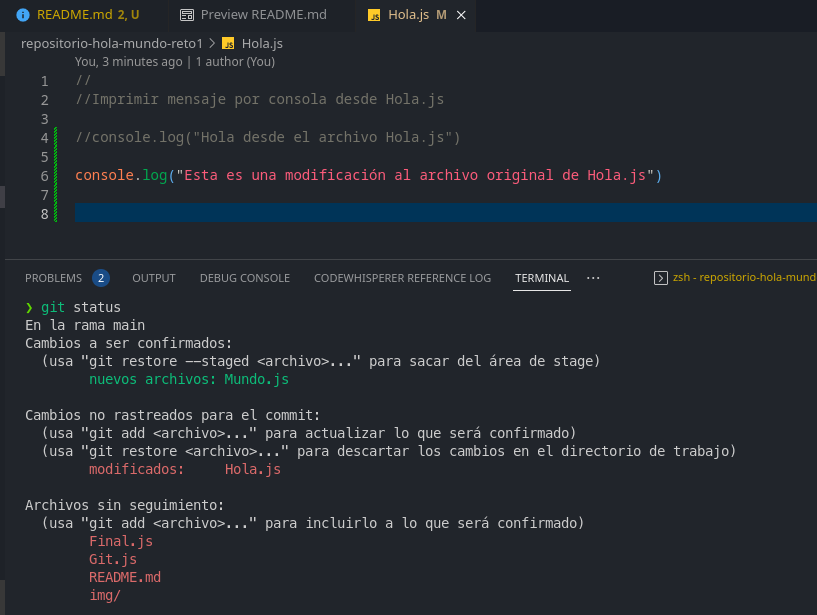 README.md 2, U Preview README.md Hola.js M
repositorio-hola-mundo-reto1 > Hola.js
You, 3 minutes ago | 1 author (You)
1 //
2 //Imprimir mensaje por consola desde Hola.js
3
4 //console.log("Hola desde el archivo Hola.js")
5
6 console.log("Esta es una modificación al archivo original de Hola.js")
7
8
PROBLEMS 2 OUTPUT DEBUG CONSOLE CODEWHISPERER REFERENCE LOG TERMINAL ... zsh - repositorio-hola-mund
❯ git status
En la rama main
Cambios a ser confirmados:
(usa "git restore --staged <archivo>..." para sacar del área de stage)
nuevos archivos: Mundo.js
Cambios no rastreados para el commit:
(usa "git add <archivo>..." para actualizar lo que será confirmado)
(usa "git restore <archivo>..." para descartar los cambios en el directorio de trabajo)
modificados: Hola.js
Archivos sin seguimiento:
(usa "git add <archivo>..." para incluirlo a lo que será confirmado)
Final.js
Git.js
README.md
img/